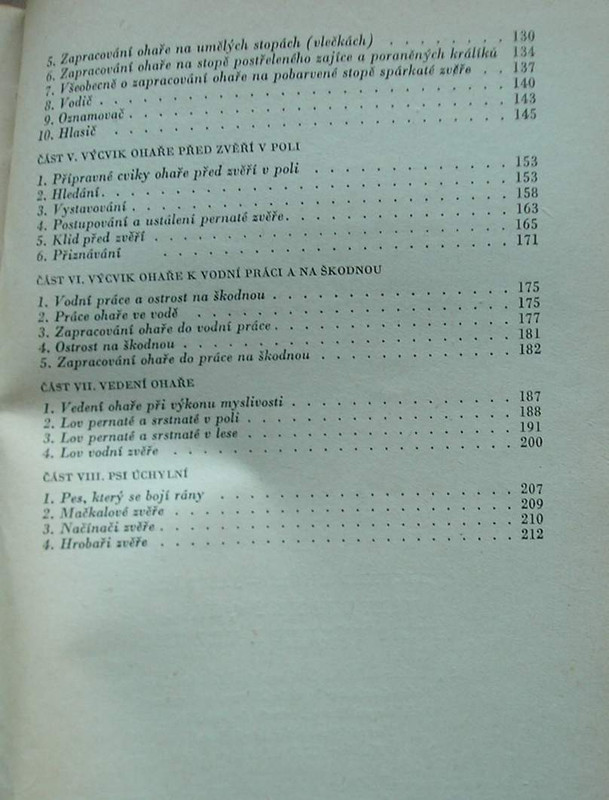 5. Zapracování ohaře na umělých stopách (vlečkách) . . . . . . . 130
6. Zapracování ohaře na stopě postřeleného zajíce a poraněných králíků 134
7. Všeobecně o zapracování ohaře na pobarvené stopě spárkaté zvěře . . 137
8. Vodič . . . . . . . . . . . . . . . . . . . . 140
9. Oznamovač . . . . . . . . . . . . . . . . . . . 143
10. Hlasič . . . . . . . . . . . . . . . . . . . 145
ČÁST V. VÝCVIK OHAŘE PŘED ZVĚŘÍ V POLI
1. Přípravné cviky ohaře před zvěří v poli . . . . . . . . . . 153
2. Hledání . . . . . . . . . . . . . . . . . . . . 153
3. Vystavování . . . . . . . . . . . . . . . . . . . 158
4. Postupování a ustálení pernaté zvěře . . . . . . . . . . . 163
5. Klid před zvěří . . . . . . . . . . . . . . . . . . 165
6. Přiznávání . . . . . . . . . . . . . . . . . 171
ČÁST VI. VÝCVIK OHAŘE K VODNÍ PRÁCI A NA ŠKODNOU
1. Vodní práce a ostrost na škodnou . . . . . . . . . . . . 175
2. Práce ohaře ve vodě . . . . . . . . . . . . . . . . 175
3. Zapracování ohaře do vodní práce . . . . . . . . . . . . 177
4. Ostrost na škodnou . . . . . . . . . . . . . . . . . 181
5. Zapracování ohaře do práce na škodnou . . . . . . . . . . 182
ČÁST VII. VEDENÍ OHAŘE
1. Vedení ohaře při výkonu myslivosti . . . . . . . . . . . 187
2. Lov pernaté a srstnaté v poli . . . . . . . . . . . . . 188
3. Lov pernaté a srstnaté v lese . . . . . . . . . . . . . 191
4. Lov vodní zvěře . . . . . . . . . . . . . . . . . 200
ČÁST VIII. PSI ÚCHYLNÍ
1. Pes, který se bojí rány . . . . . . . . . . . . . . . 207
2. Mačkalové zvěře . . . . . . . . . . . . . . . . . 209
3. Načínači zvěře . . . . . . . . . . . . . . . . . . 210
4. Hrobaři zvěře . . . . . . . . . . . . . . . . . . 212